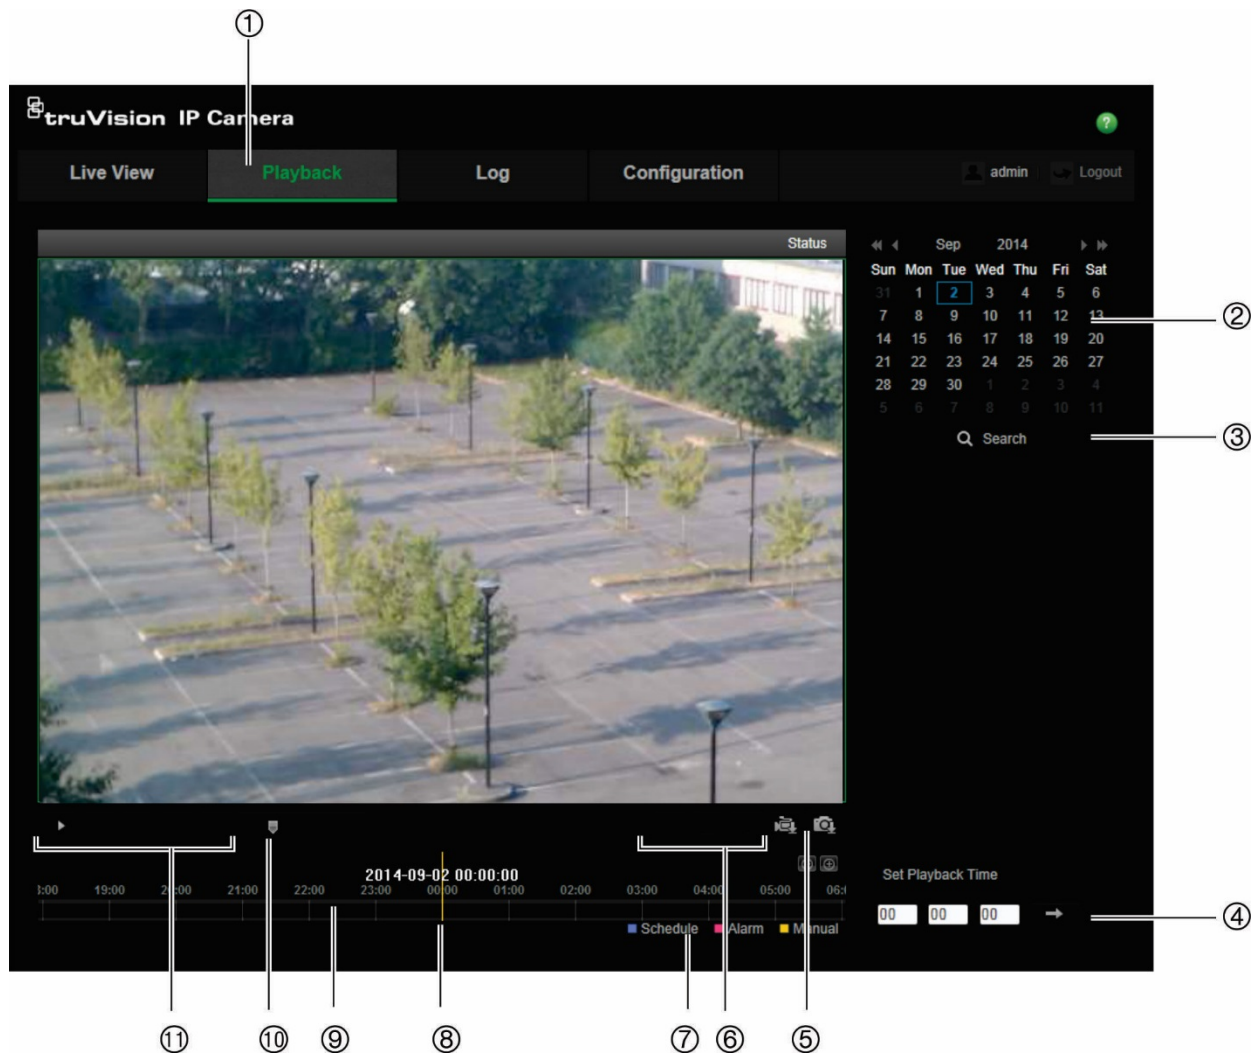 ①
truVision IP Camera
?
Live View Playback Log Configuration admin Logout
Status
Sep 2014
Sun Mon Tue Wed Thu Fri Sat
31 1 2 3 4 5 6
7 8 9 10 11 12 13
②
14 15 16 17 18 19 20
21 22 23 24 25 26 27
28 29 30 1 2 3 4
5 6 7 8 9 10 11
Search
③
2014-09-02 00:00:00
19:00 20:00 21:00 22:00 23:00 00:00 01:00 02:00 03:00 04:00 05:00
Schedule Alarm Manual
Set Playback Time
00 00 00
④
⑪ ⑩ ⑨ ⑧ ⑦ ⑥ ⑤